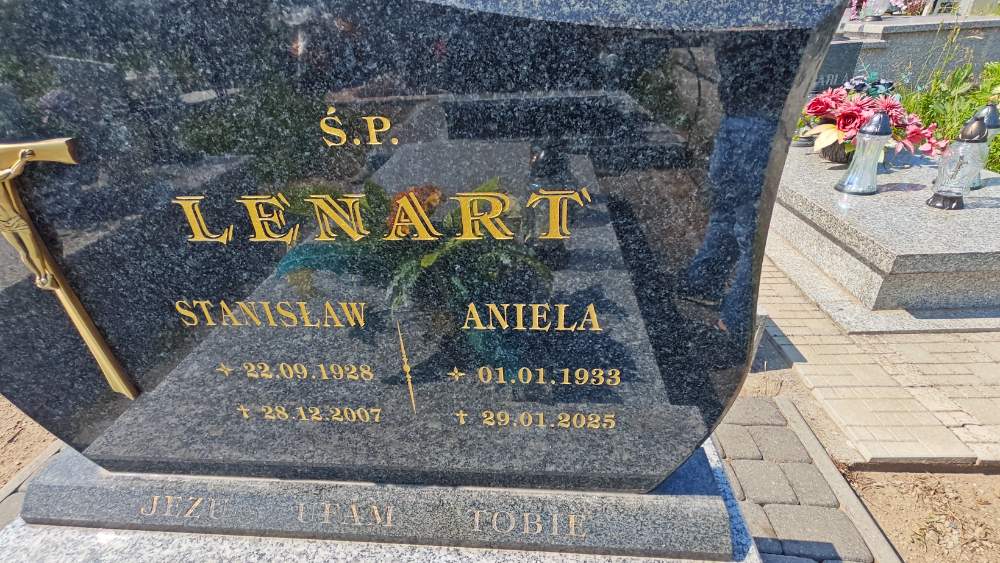 Ś.P.
LENART
STANISŁAW
✦ 22.09.1928
✝ 28.12.2007
ANIELA
✦ 01.01.1933
✝ 29.01.2025
JEZU UFAM TOBIE